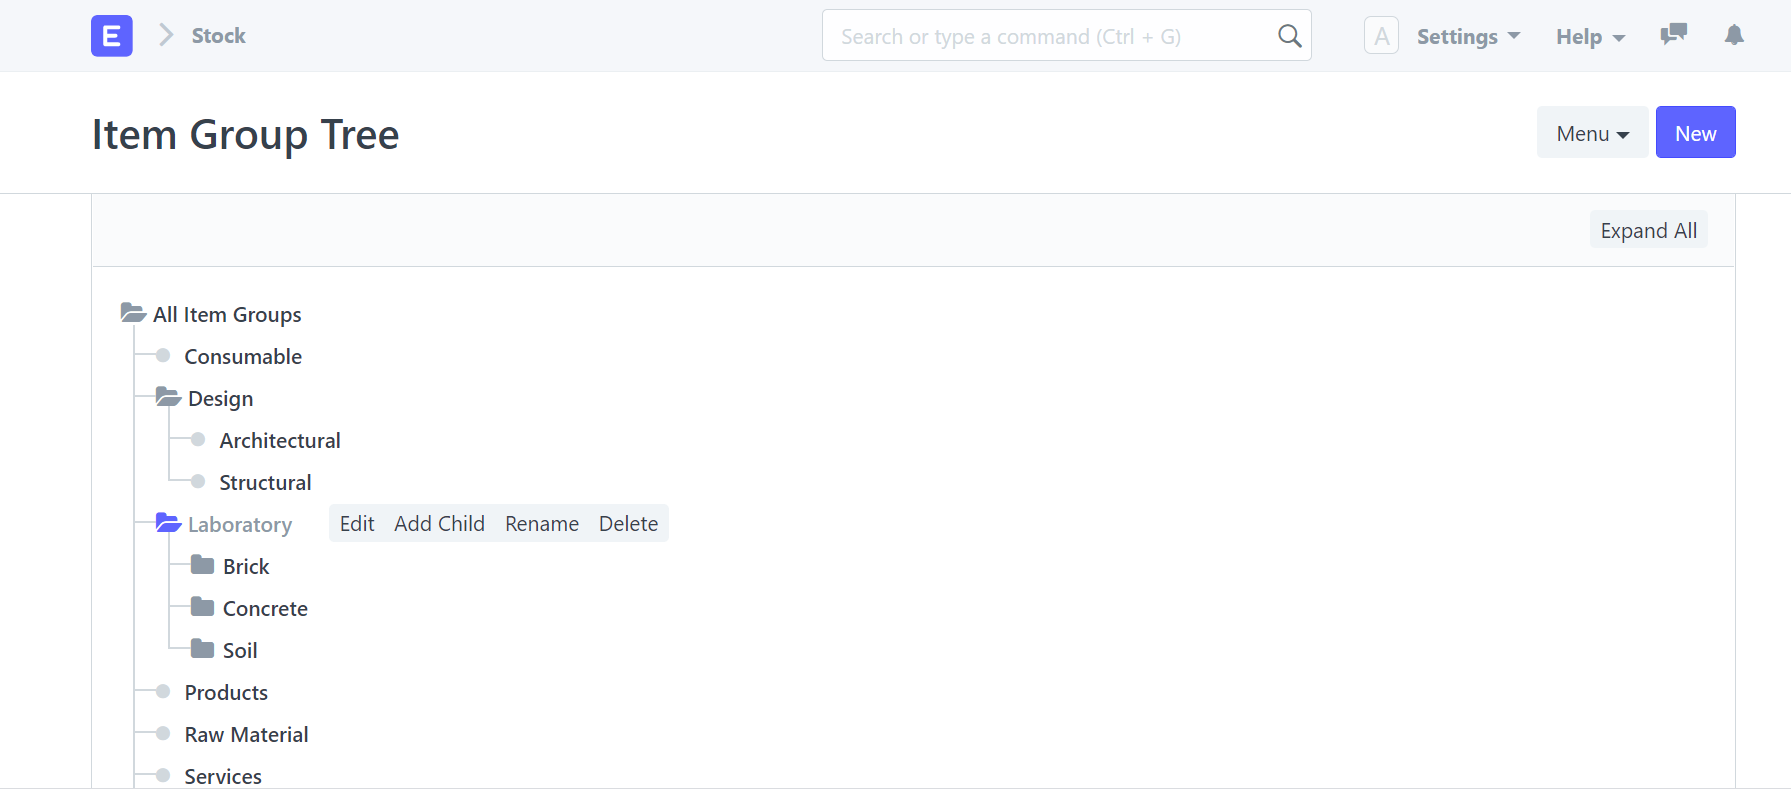 E Stock Search or type a command (Ctrl + G) A Settings Help
Item Group Tree Menu New
Expand All
All Item Groups
Consumable
Design
Architectural
Structural
Laboratory Edit Add Child Rename Delete
Brick
Concrete
Soil
Products
Raw Material
Services